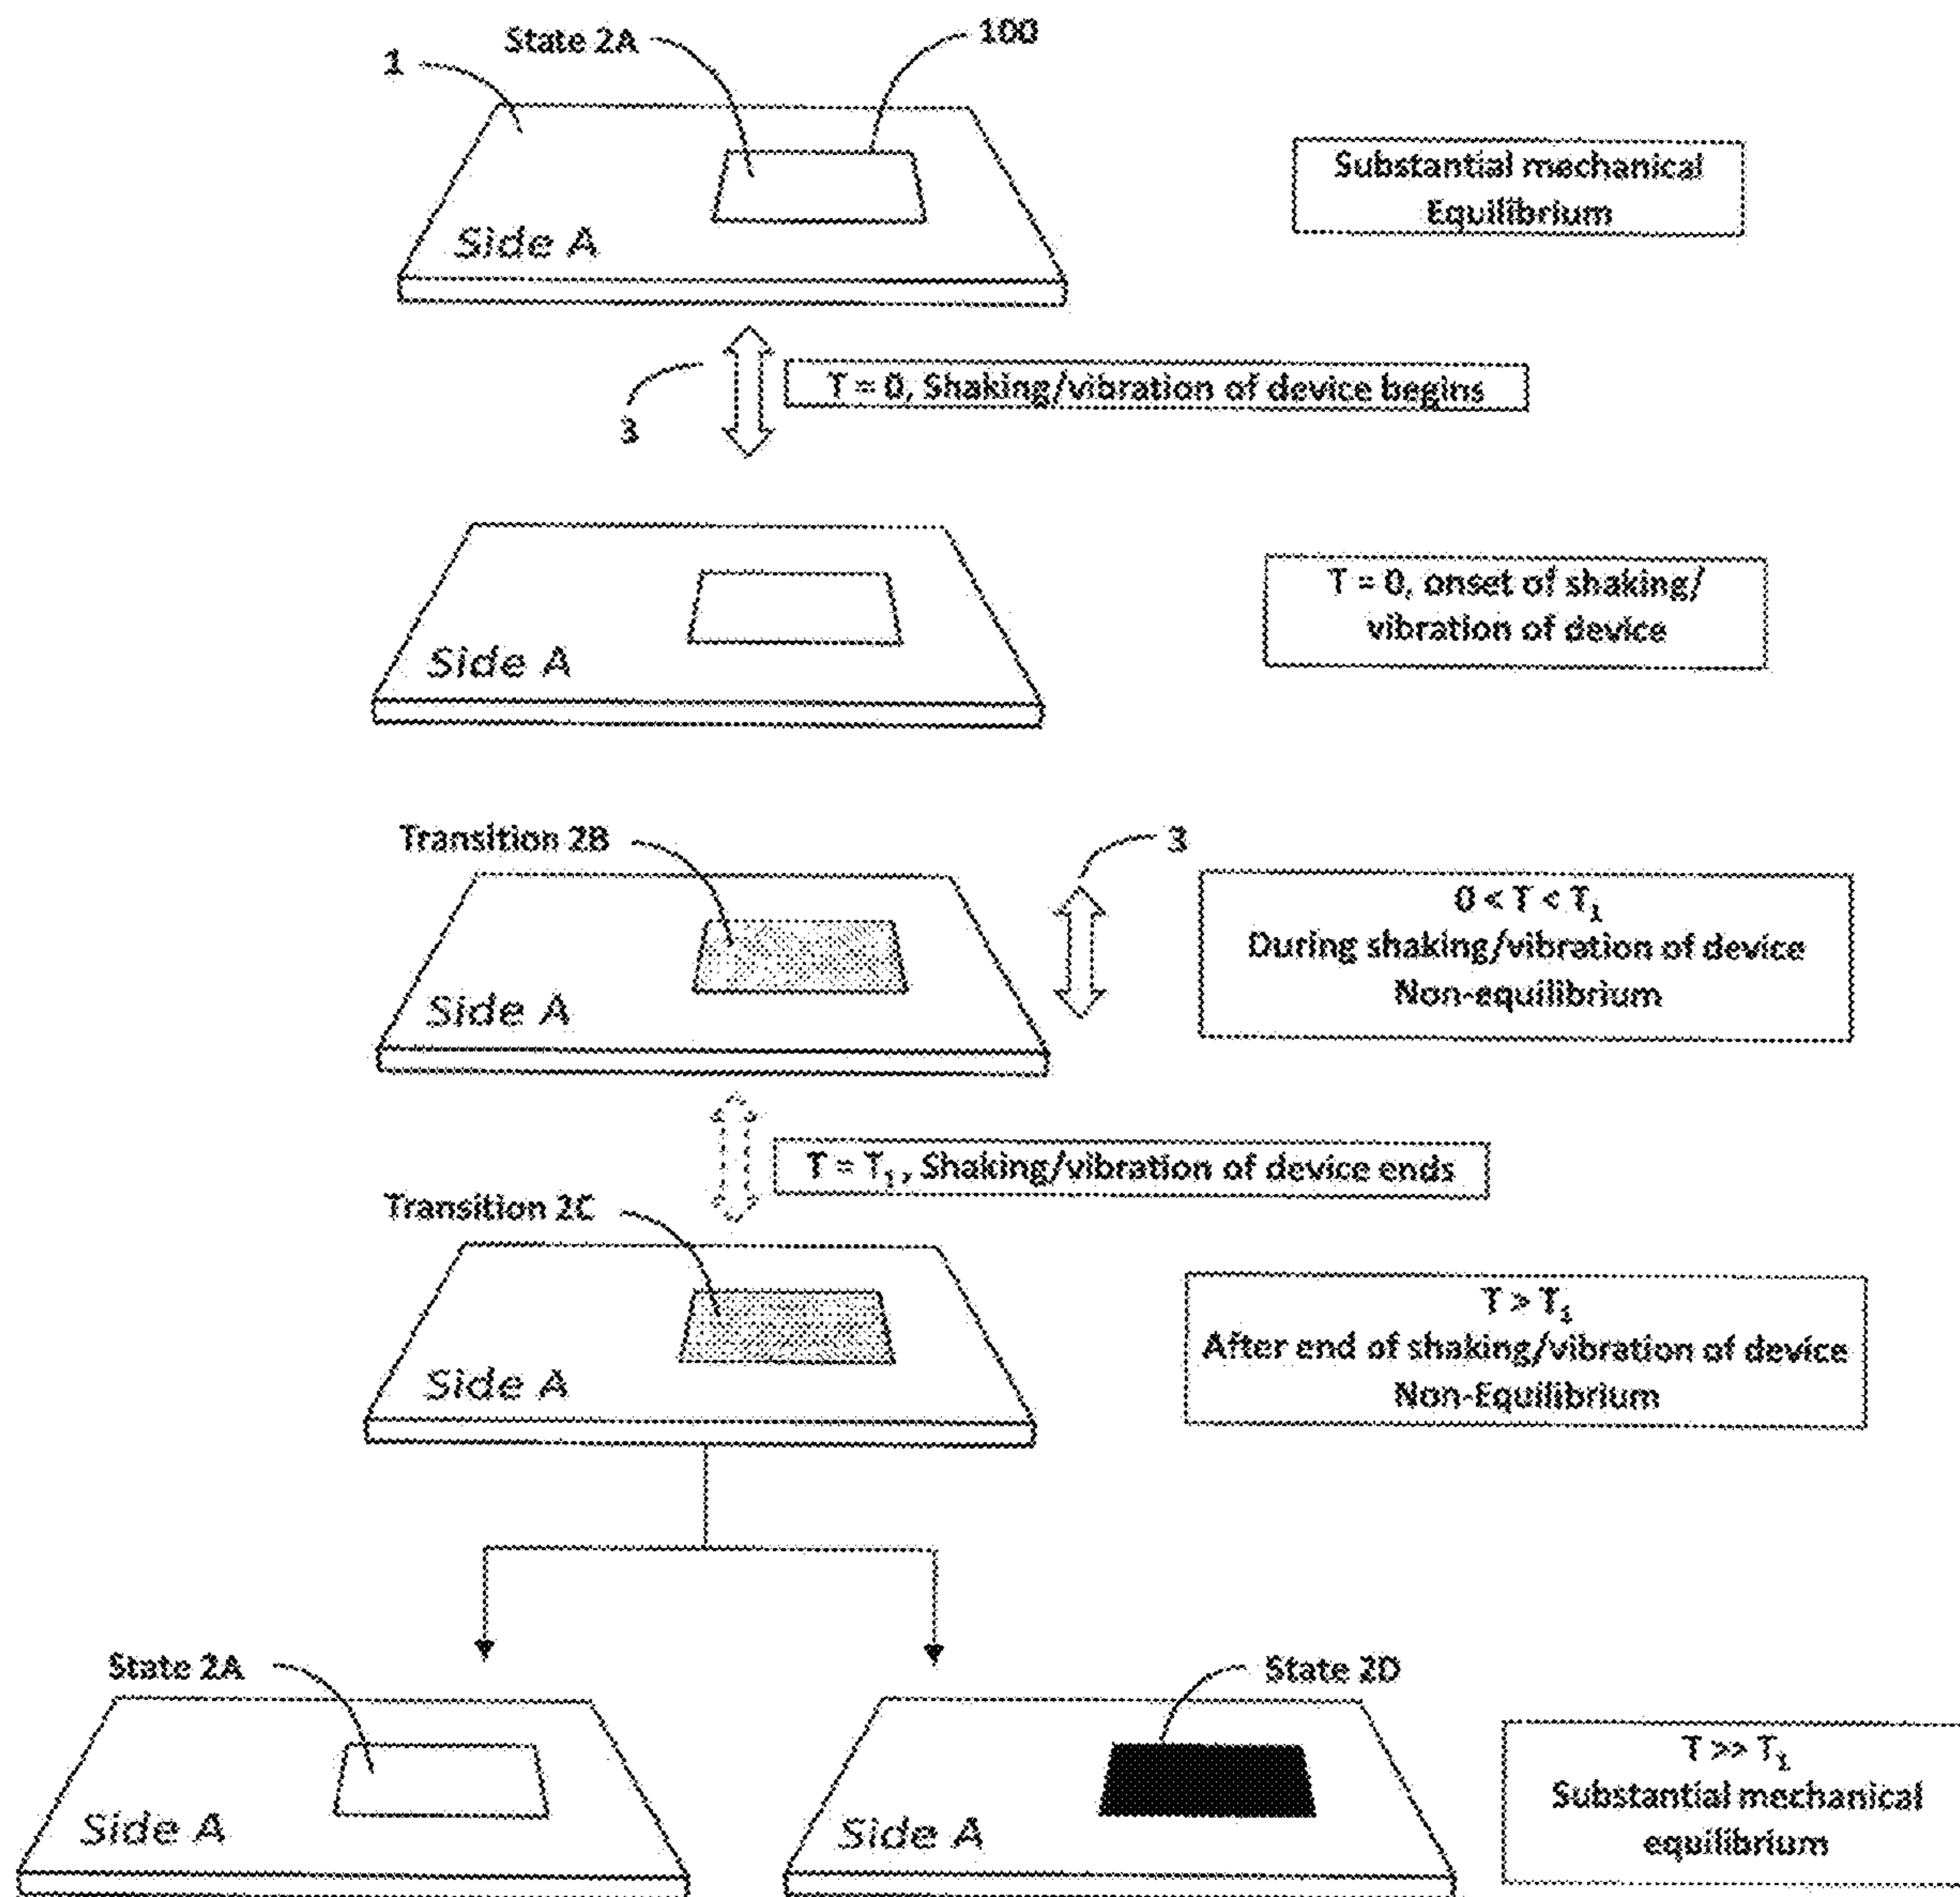 State 2A
100
1
Substantial mechanical
Equilibrium
Side A
3
T = 0, Shaking/vibration of device begins
T = 0, onset of shaking/
vibration of device
Side A
Transition 2B
3
0 < T < T₁
During shaking/vibration of device
Non-equilibrium
Side A
T = T₁, Shaking/vibration of device ends
Transition 2C
T > T₁
After end of shaking/vibration of device
Non-Equilibrium
Side A
State 2A
State 2D
T >> T₁
Substantial mechanical
equilibrium
Side A
Side A